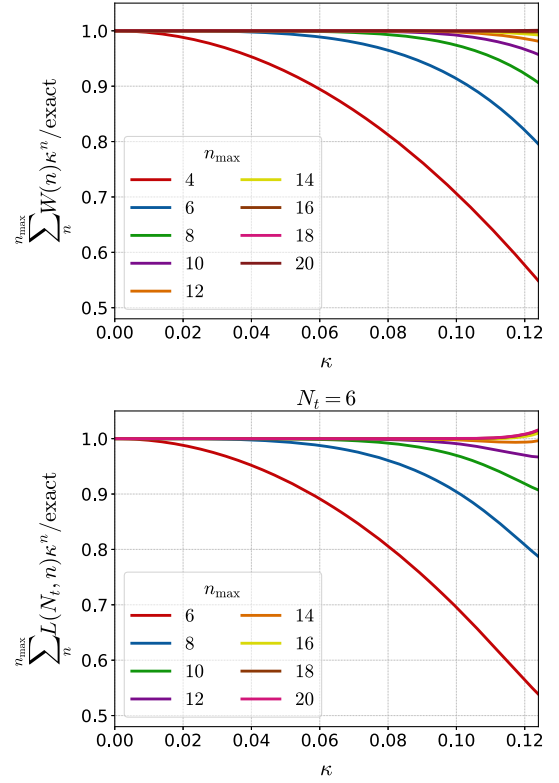 1.0
0.9
0.8
0.7
0.6
0.5
n_max
∑ W(n)κ^n/exact
n
n_max
4 14
6 16
8 18
10 20
12
0.00 0.02 0.04 0.06 0.08 0.10 0.12
κ
N_t = 6
1.0
0.9
0.8
0.7
0.6
0.5
n_max
∑ L(N_t, n)κ^n/exact
n
n_max
6 14
8 16
10 18
12 20
0.00 0.02 0.04 0.06 0.08 0.10 0.12
κ